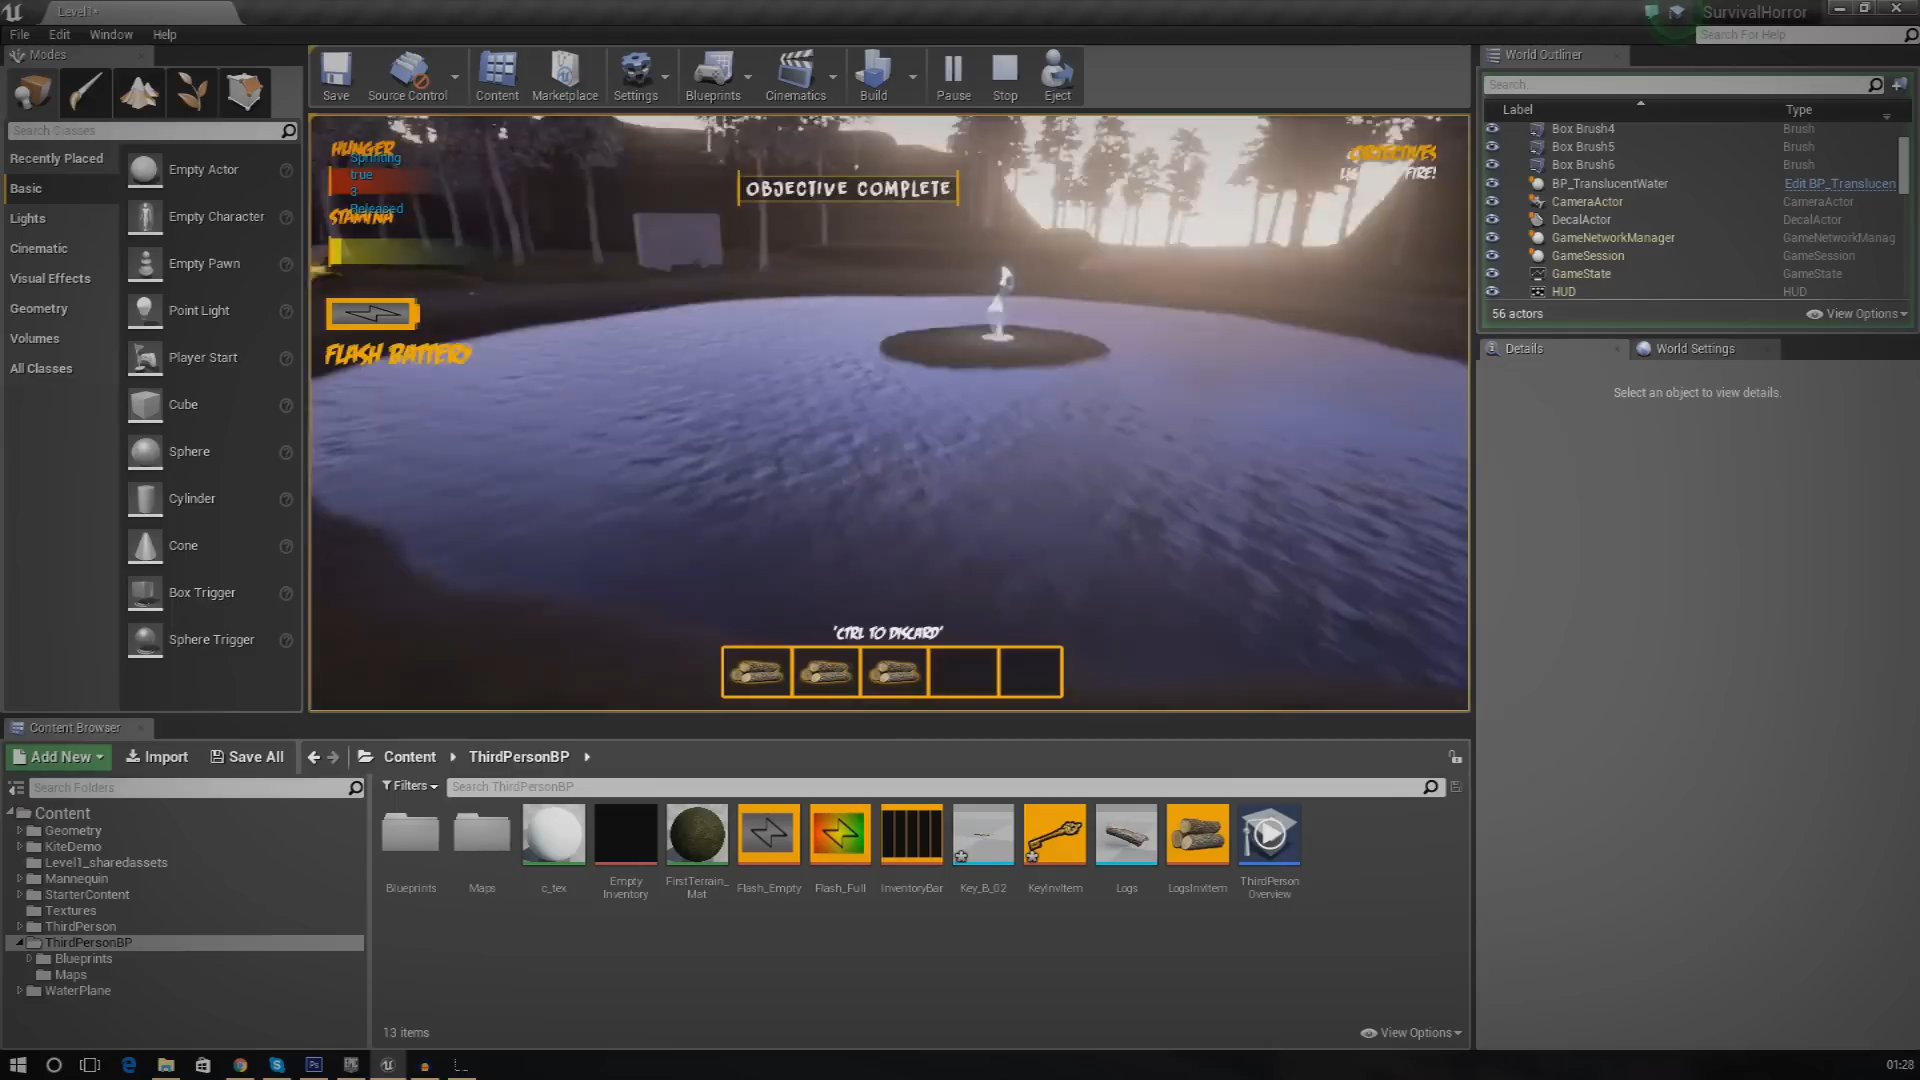 Level1*
SurvivalHorror
File Edit Window Help
Search For Help
Modes
Search Classes
Recently Placed
Basic
Lights
Cinematic
Visual Effects
Geometry
Volumes
All Classes
Empty Actor
Empty Character
Empty Pawn
Point Light
Player Start
Cube
Sphere
Cylinder
Cone
Box Trigger
Sphere Trigger
Save
Source Control
Content
Marketplace
Settings
Blueprints
Cinematics
Build
Pause
Stop
Eject
HUNGER
Sprinting
true
3
Released
STAMINA
FLASH BATTERY
OBJECTIVE COMPLETE
OBJECTIVES
FIRE!
'CTRL TO DISCARD'
World Outliner
Search...
Label Type
Box Brush4 Brush
Box Brush5 Brush
Box Brush6 Brush
BP_TranslucentWater Edit BP_Translucen
CameraActor CameraActor
DecalActor DecalActor
GameNetworkManager GameNetworkManag
GameSession GameSession
GameState GameState
HUD HUD
56 actors View Options
Details World Settings
Select an object to view details.
Content Browser
Add New Import Save All Content ThirdPersonBP
Search Folders
Filters Search ThirdPersonBP
Content
Geometry
KiteDemo
Level1_sharedassets
Mannequin
StarterContent
Textures
ThirdPerson
ThirdPersonBP
Blueprints
Maps
WaterPlane
Blueprints
Maps
c_tex
Empty
Inventory
FirstTerrain_
Mat
Flash_Empty
Flash_Full
InventoryBar
Key_B_02
KeyInvItem
Logs
LogsInvItem
ThirdPerson
Overview
13 items View Options
01:28